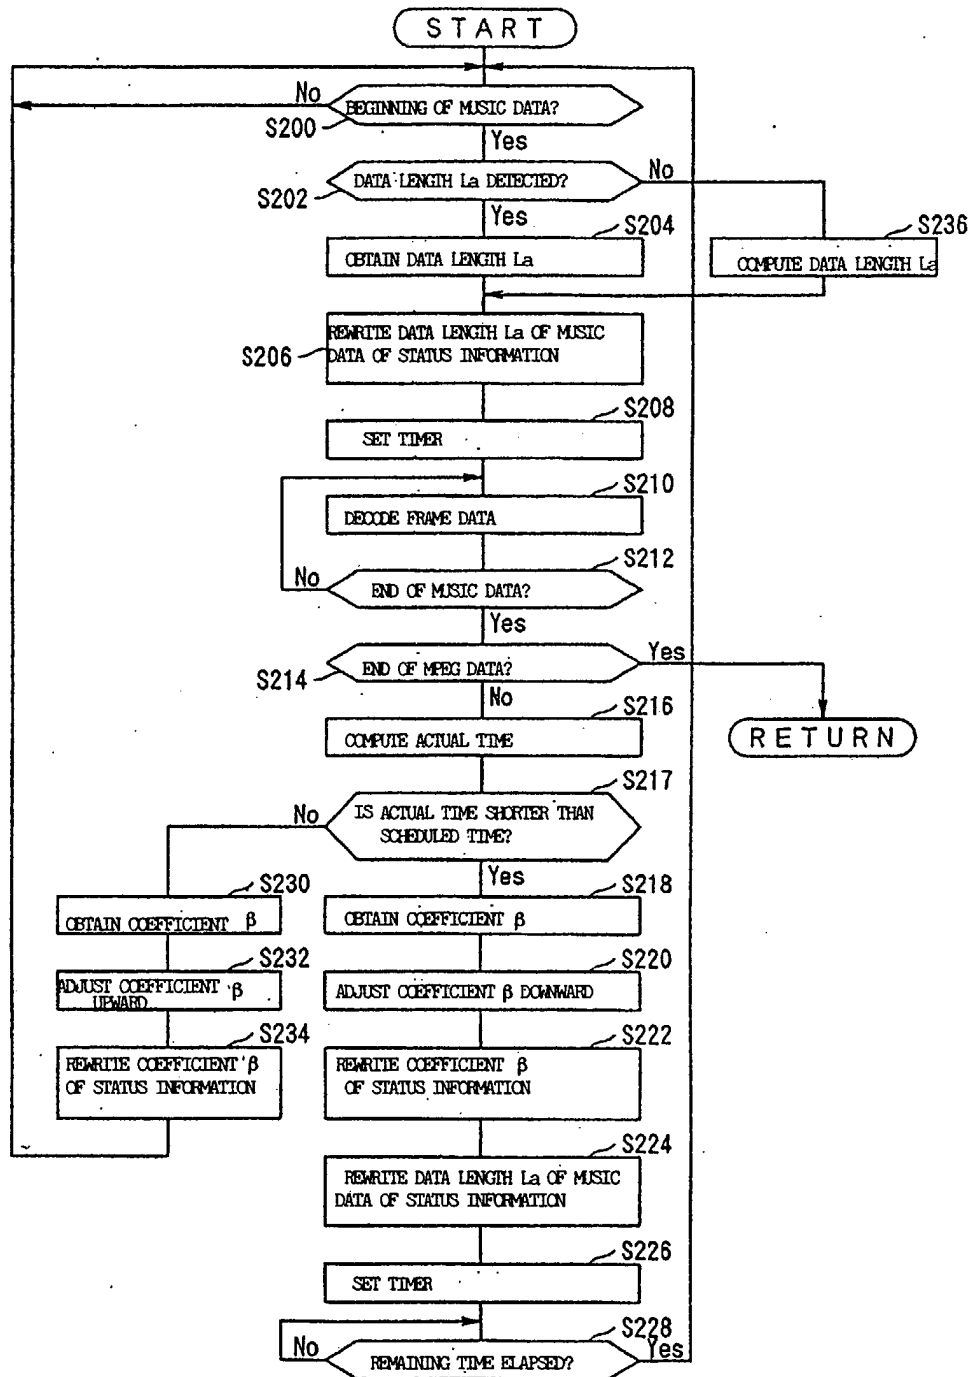 START
No
BEGINNING OF MUSIC DATA?
S200
Yes
DATA LENGTH La DETECTED?
No
S202
Yes
S204
S236
OBTAIN DATA LENGTH La
COMPUTE DATA LENGTH La
REWRITE DATA LENGTH La OF MUSIC
DATA OF STATUS INFORMATION
S206
S208
SET TIMER
S210
DECODE FRAME DATA
S212
No
END OF MUSIC DATA?
Yes
END OF MPEG DATA?
Yes
S214
No
S216
COMPUTE ACTUAL TIME
RETURN
S217
No
IS ACTUAL TIME SHORTER THAN
SCHEDULED TIME?
Yes
S230
S218
OBTAIN COEFFICIENT β
OBTAIN COEFFICIENT β
S232
S220
ADJUST COEFFICIENT β
UPWARD
ADJUST COEFFICIENT β DOWNWARD
S234
S222
REWRITE COEFFICIENT β
OF STATUS INFORMATION
REWRITE COEFFICIENT β
OF STATUS INFORMATION
S224
REWRITE DATA LENGTH La OF MUSIC
DATA OF STATUS INFORMATION
S226
SET TIMER
S228
No
REMAINING TIME ELAPSED?
Yes